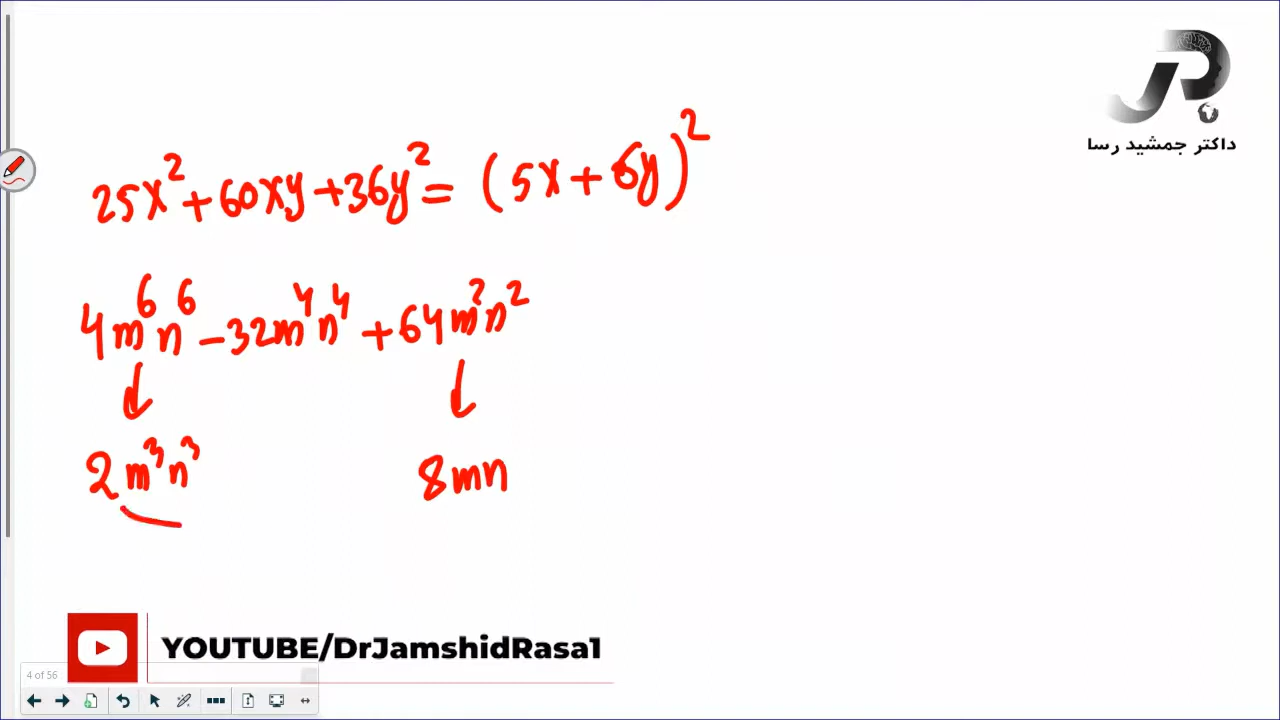 داکتر جمشید رسا
25x² + 60xy + 36y² = (5x + 6y)²
4m⁶n⁶ - 32m⁴n⁴ + 64m²n²
↓ ↓
2m³n³ 8mn
YOUTUBE/DrJamshidRasa1
4 of 56